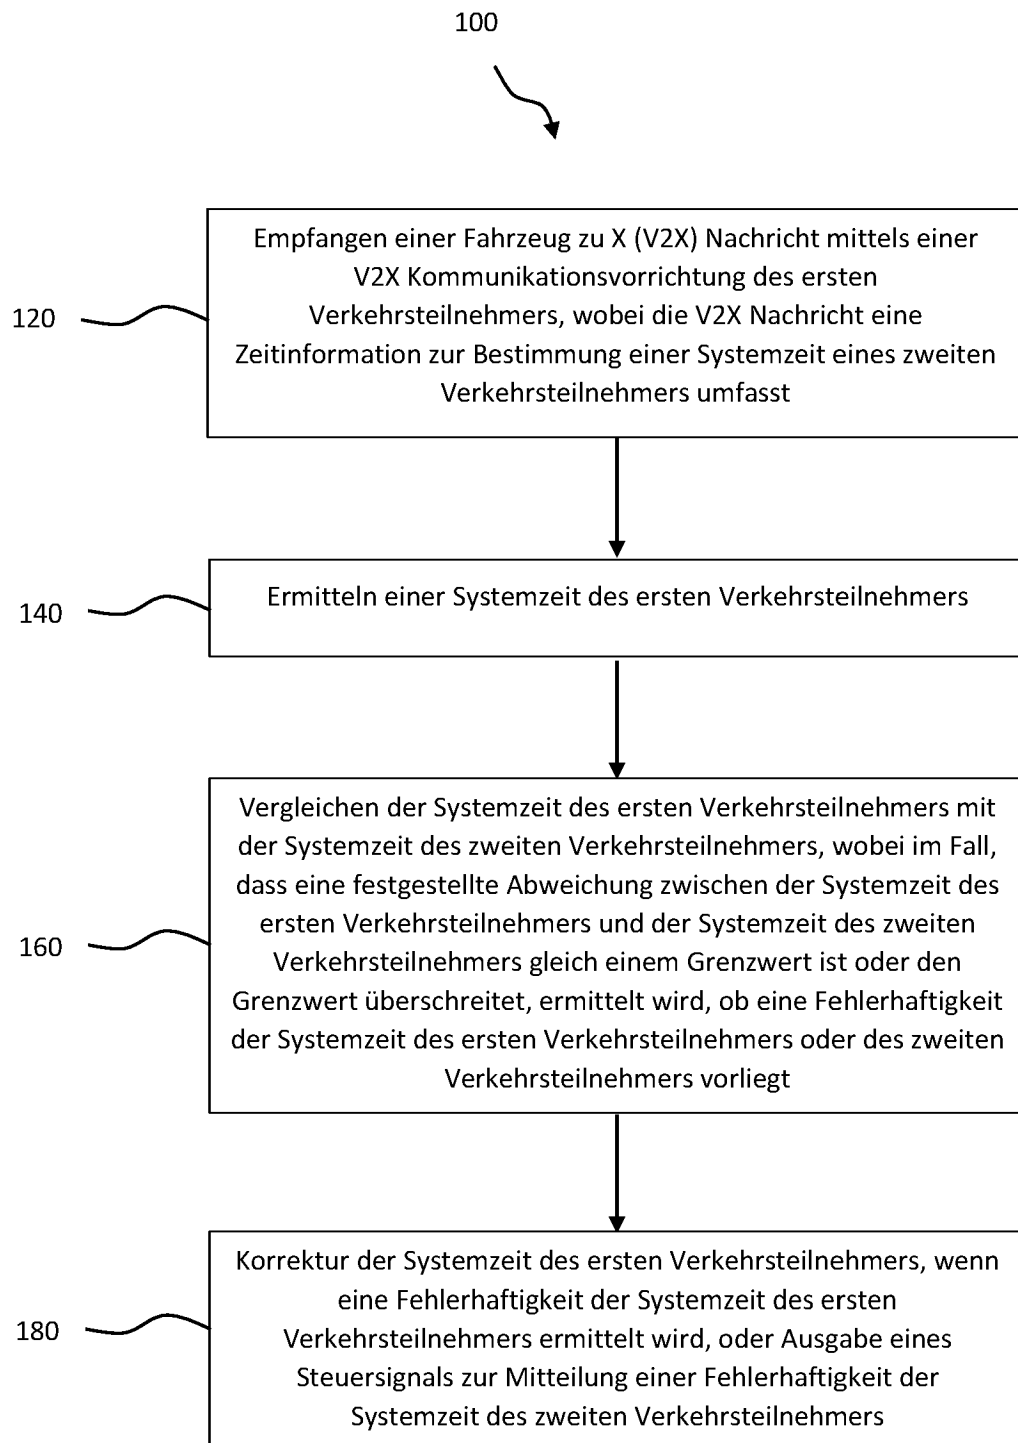 100
120
Empfangen einer Fahrzeug zu X (V2X) Nachricht mittels einer
V2X Kommunikationsvorrichtung des ersten
Verkehrsteilnehmers, wobei die V2X Nachricht eine
Zeitinformation zur Bestimmung einer Systemzeit eines zweiten
Verkehrsteilnehmers umfasst
140
Ermitteln einer Systemzeit des ersten Verkehrsteilnehmers
160
Vergleichen der Systemzeit des ersten Verkehrsteilnehmers mit
der Systemzeit des zweiten Verkehrsteilnehmers, wobei im Fall,
dass eine festgestellte Abweichung zwischen der Systemzeit des
ersten Verkehrsteilnehmers und der Systemzeit des zweiten
Verkehrsteilnehmers gleich einem Grenzwert ist oder den
Grenzwert überschreitet, ermittelt wird, ob eine Fehlerhaftigkeit
der Systemzeit des ersten Verkehrsteilnehmers oder des zweiten
Verkehrsteilnehmers vorliegt
180
Korrektur der Systemzeit des ersten Verkehrsteilnehmers, wenn
eine Fehlerhaftigkeit der Systemzeit des ersten
Verkehrsteilnehmers ermittelt wird, oder Ausgabe eines
Steuersignals zur Mitteilung einer Fehlerhaftigkeit der
Systemzeit des zweiten Verkehrsteilnehmers